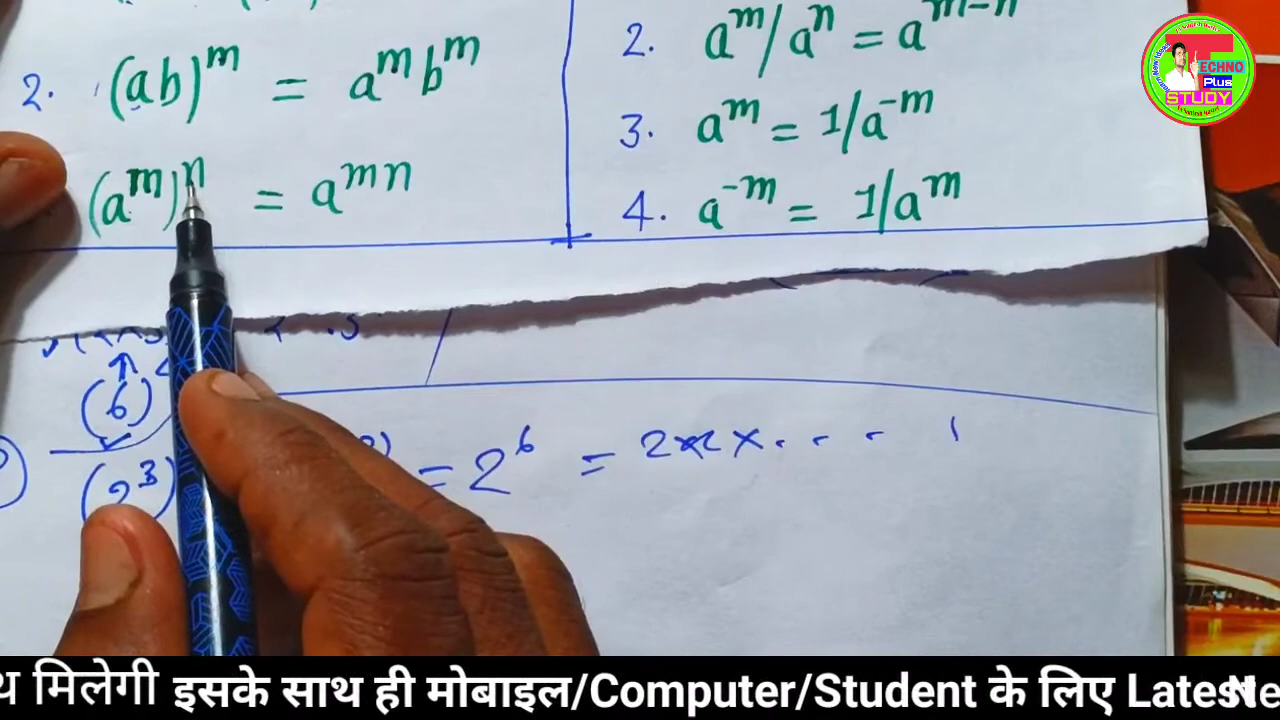 2. (ab)^m = a^m b^m
(a^m)^n = a^{mn}
2. a^m/a^n = a^{m-n}
3. a^m = 1/a^{-m}
4. a^{-m} = 1/a^m
(6)
(2^3)
= 2^6 = 2×2×...
ECHNO
Plus
STUDY
थ मिलेगी इसके साथ ही मोबाइल/Computer/Student के लिए Latest